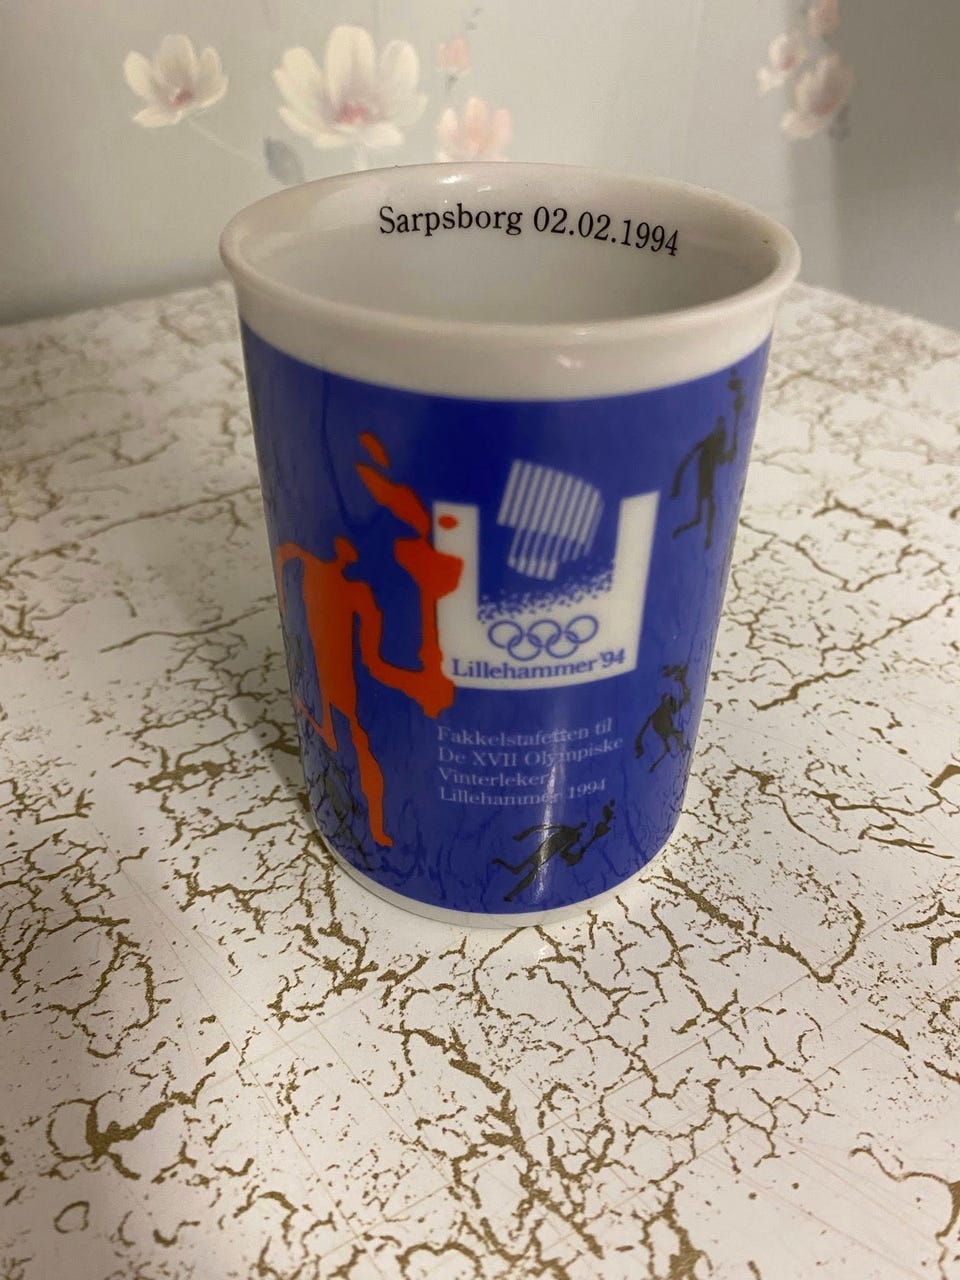 Sarpsborg 02.02.1994
Lillehammer '94
Fakkelstafetten til
De XVII Olympiske
Vinterleker
Lillehammer 1994